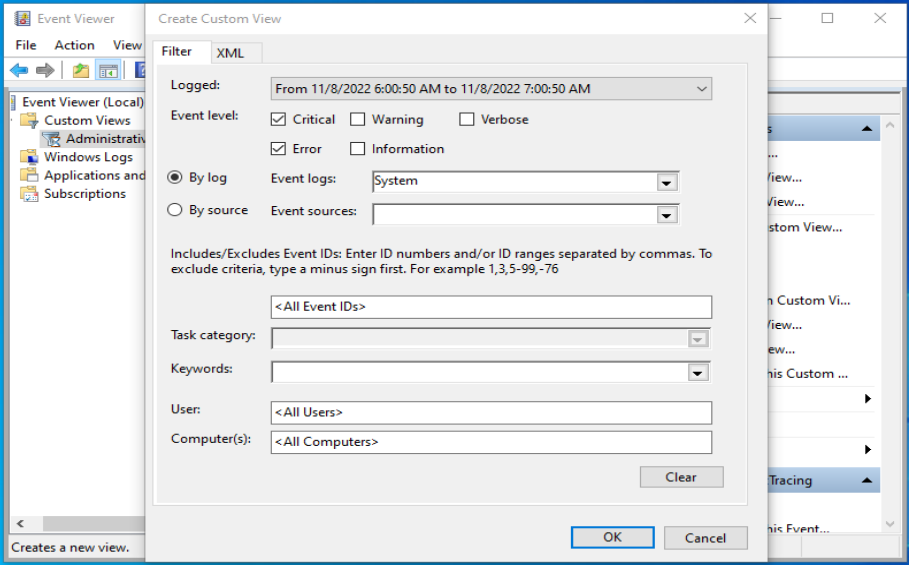 Event Viewer
Create Custom View
File Action View
Filter
XML
Logged:
From 11/8/2022 6:00:50 AM to 11/8/2022 7:00:50 AM
Event level:
Critical
Warning
Verbose
Error
Information
By log
Event logs:
System
By source
Event sources:
Includes/Excludes Event IDs: Enter ID numbers and/or ID ranges separated by commas. To
exclude criteria, type a minus sign first. For example 1,3,5-99,-76
<All Event IDs>
Task category:
Keywords:
User:
<All Users>
Computer(s):
<All Computers>
Clear
OK
Cancel
Event Viewer (Local)
Custom Views
Administrativ
Windows Logs
Applications and
Subscriptions
Creates a new view.
s
...
iew...
View...
stom View...
n Custom Vi...
View...
ew...
his Custom ...
Tracing
his Event...